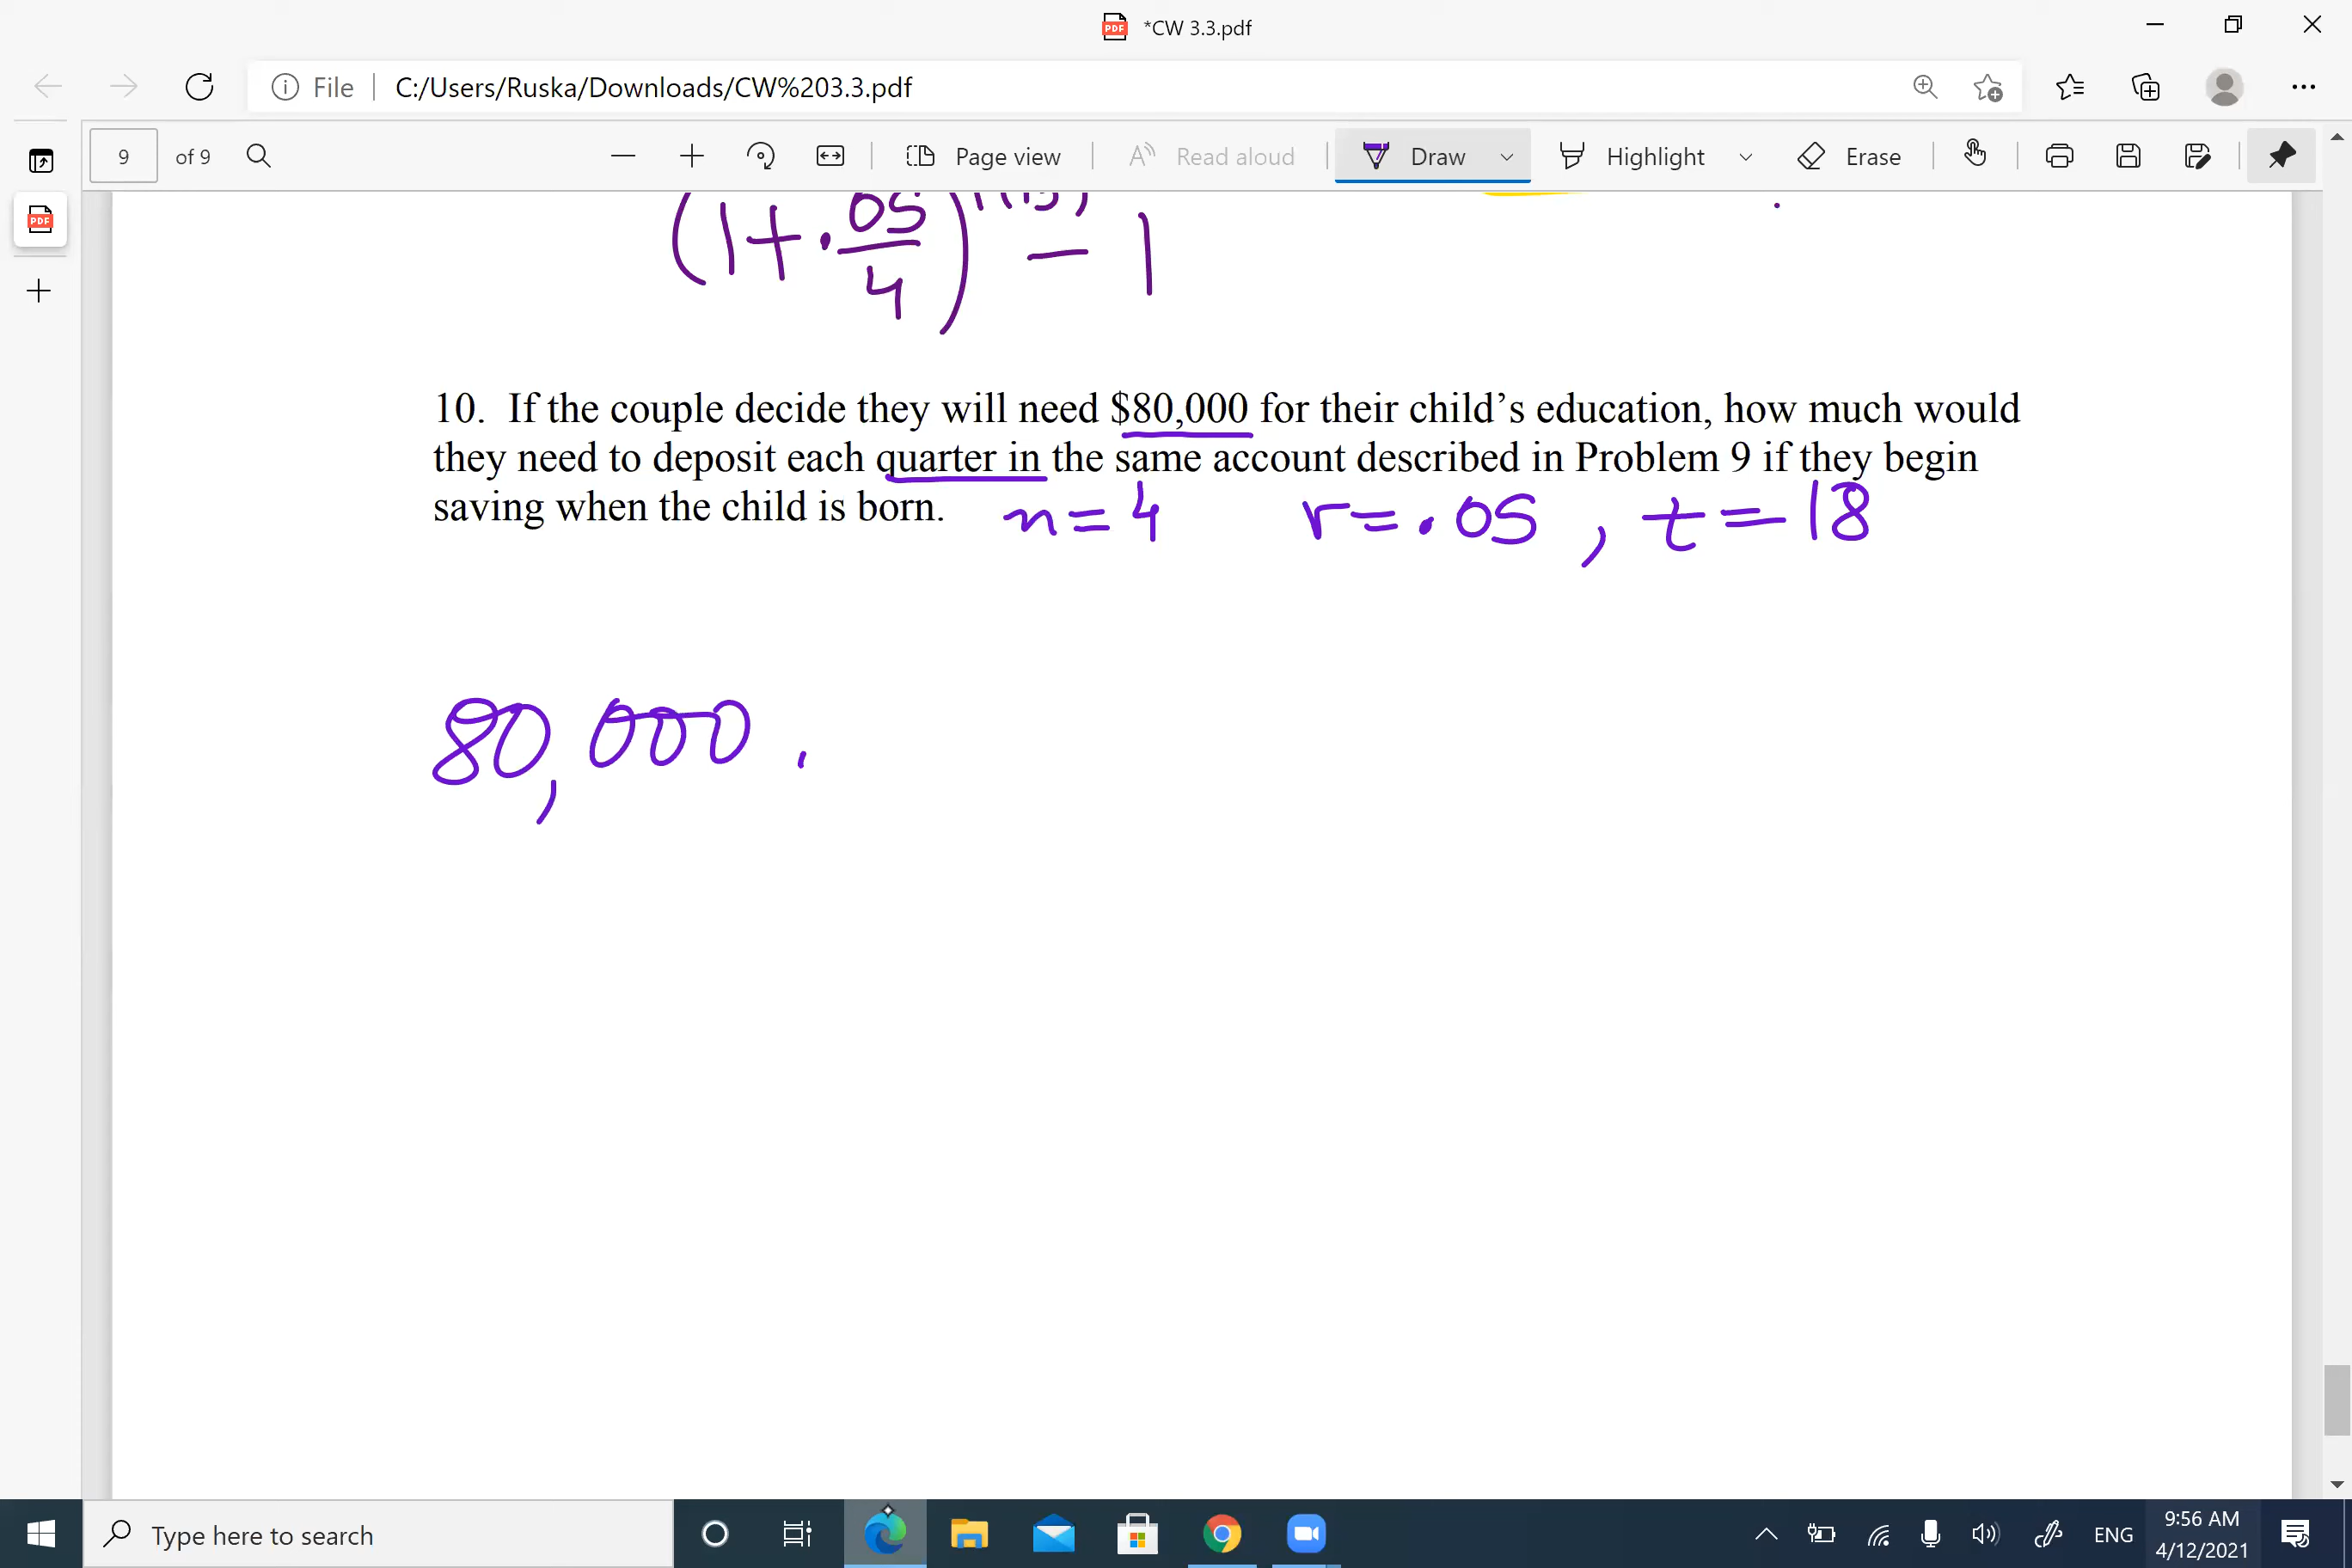 *CW 3.3.pdf
File C:/Users/Ruska/Downloads/CW%203.3.pdf
9 of 9 Page view Read aloud Draw Highlight Erase
(1+.05/4) - 1
10. If the couple decide they will need $80,000 for their child's education, how much would
they need to deposit each quarter in the same account described in Problem 9 if they begin
saving when the child is born. n=4 r=.05, t=18
80,000 .
Type here to search
ENG 9:56 AM
4/12/2021